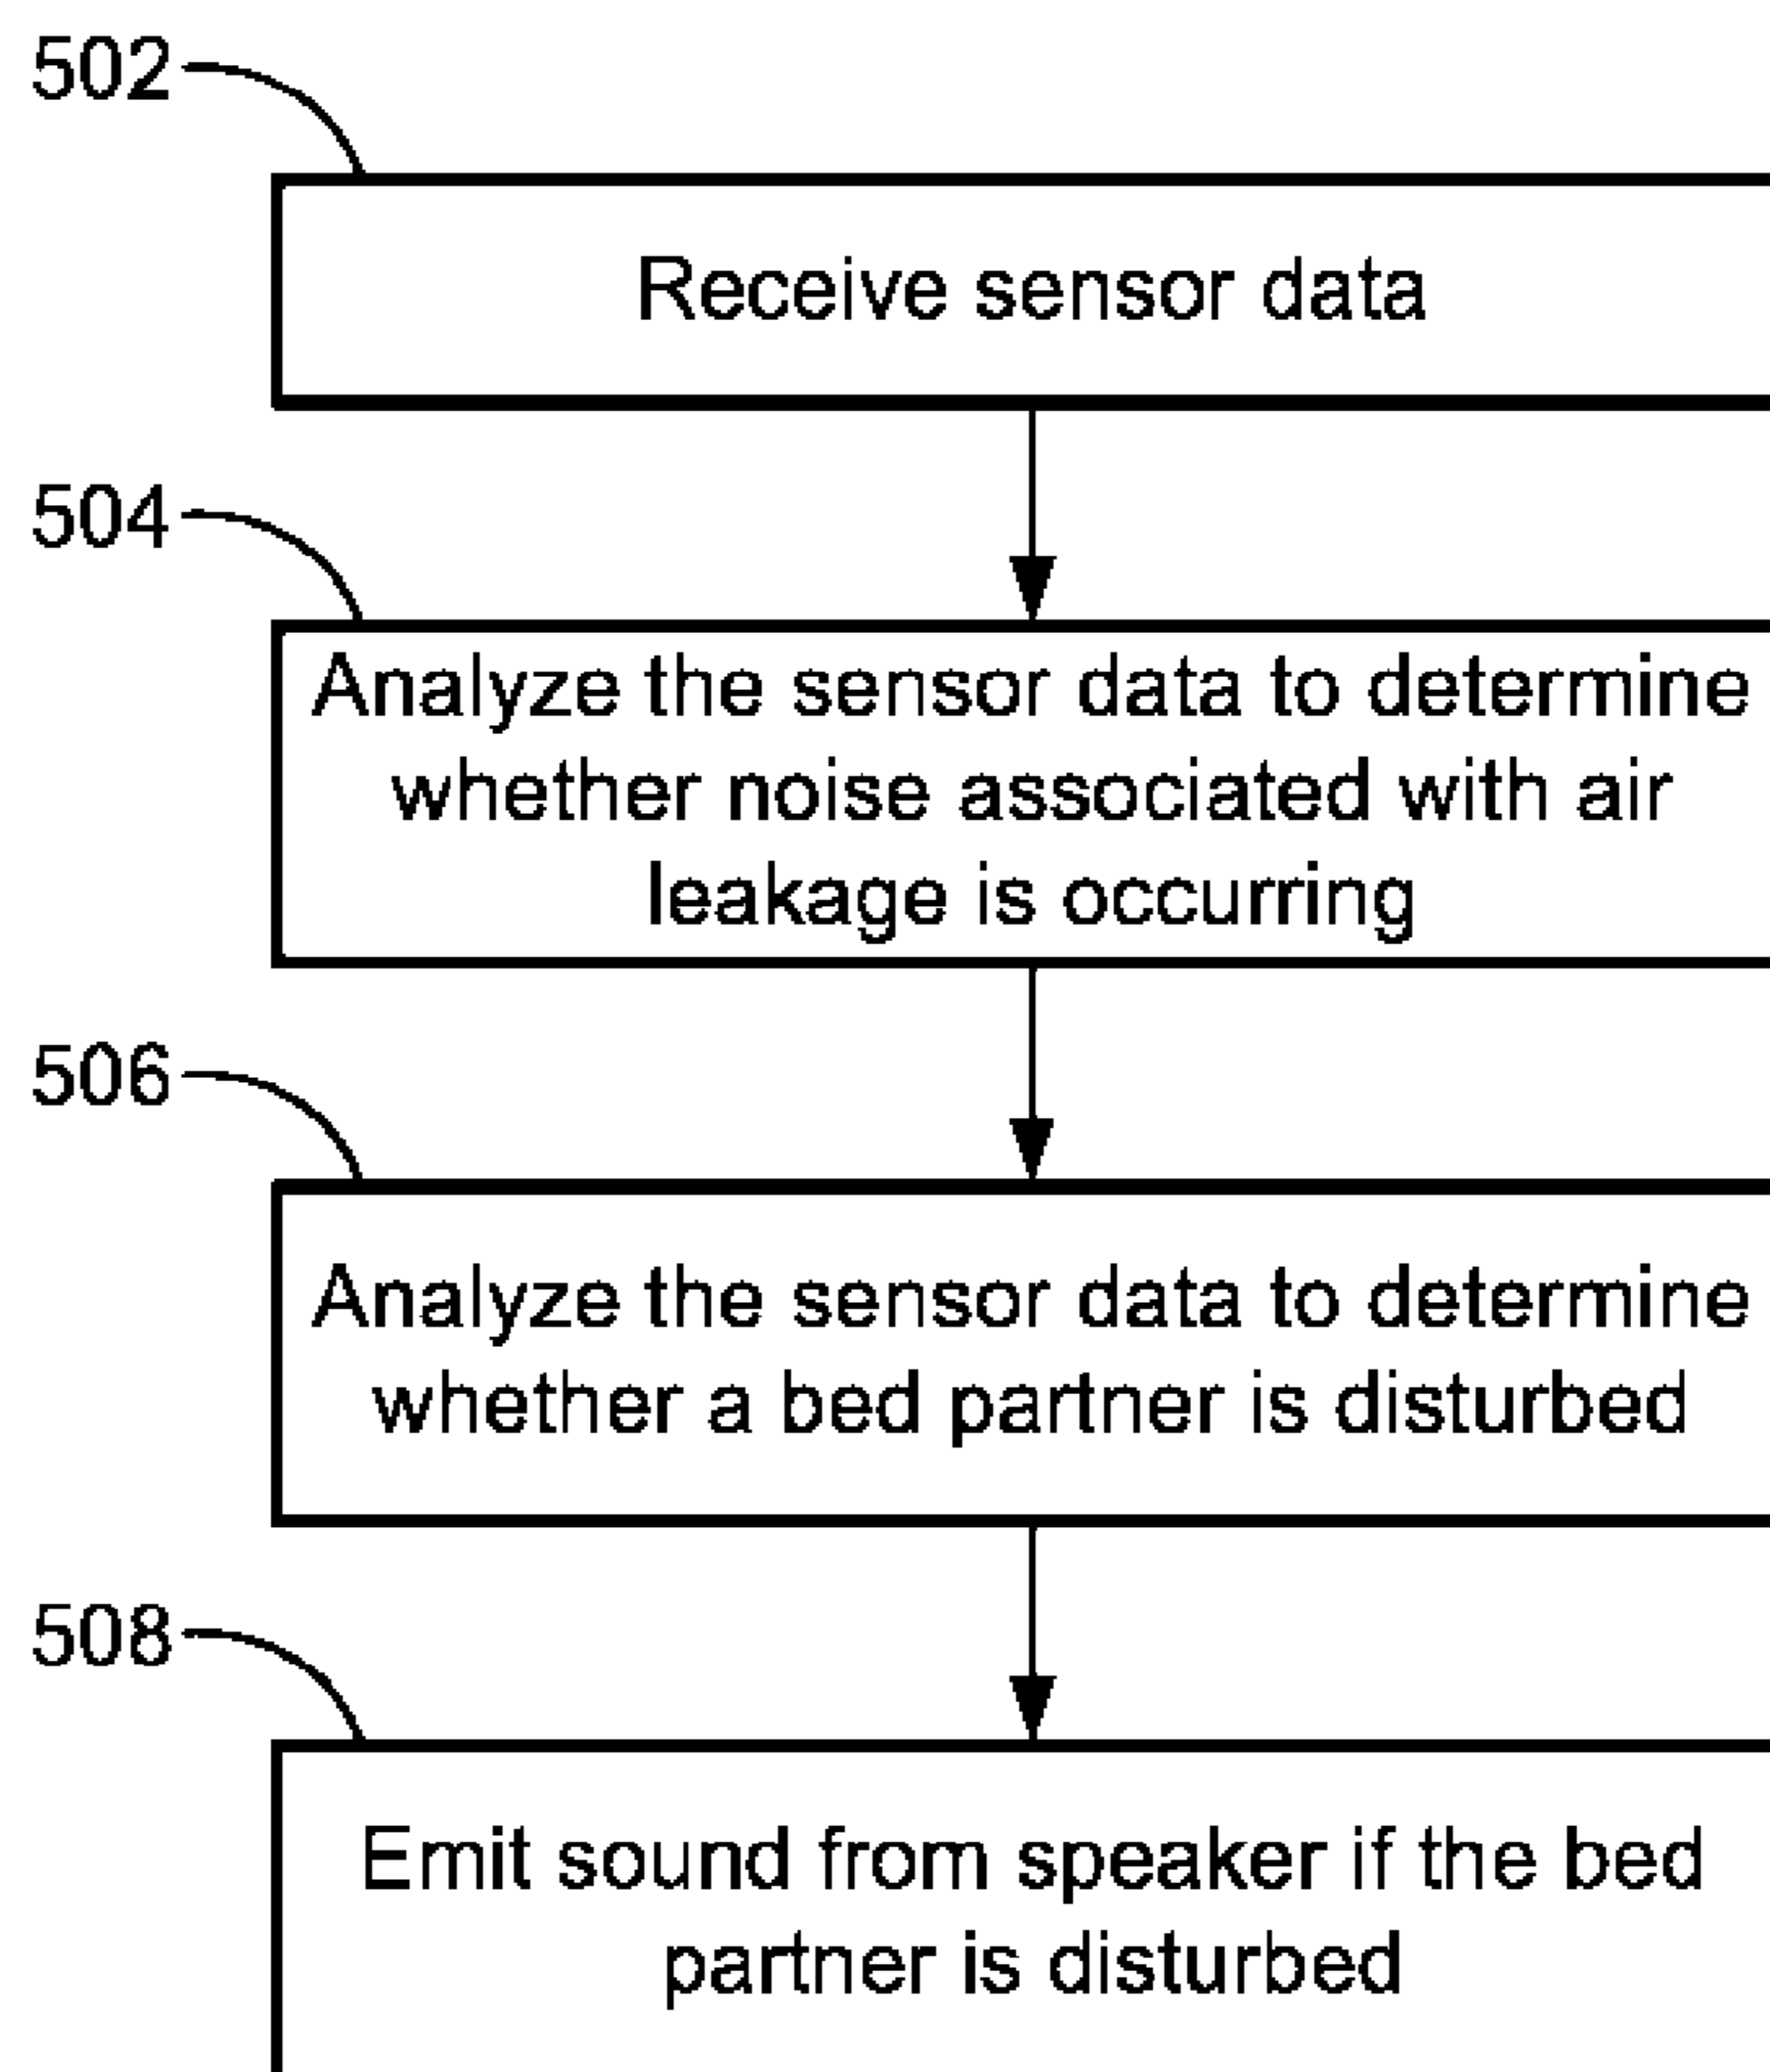 502
Receive sensor data
504
Analyze the sensor data to determine
whether noise associated with air
leakage is occurring
506
Analyze the sensor data to determine
whether a bed partner is disturbed
508
Emit sound from speaker if the bed
partner is disturbed